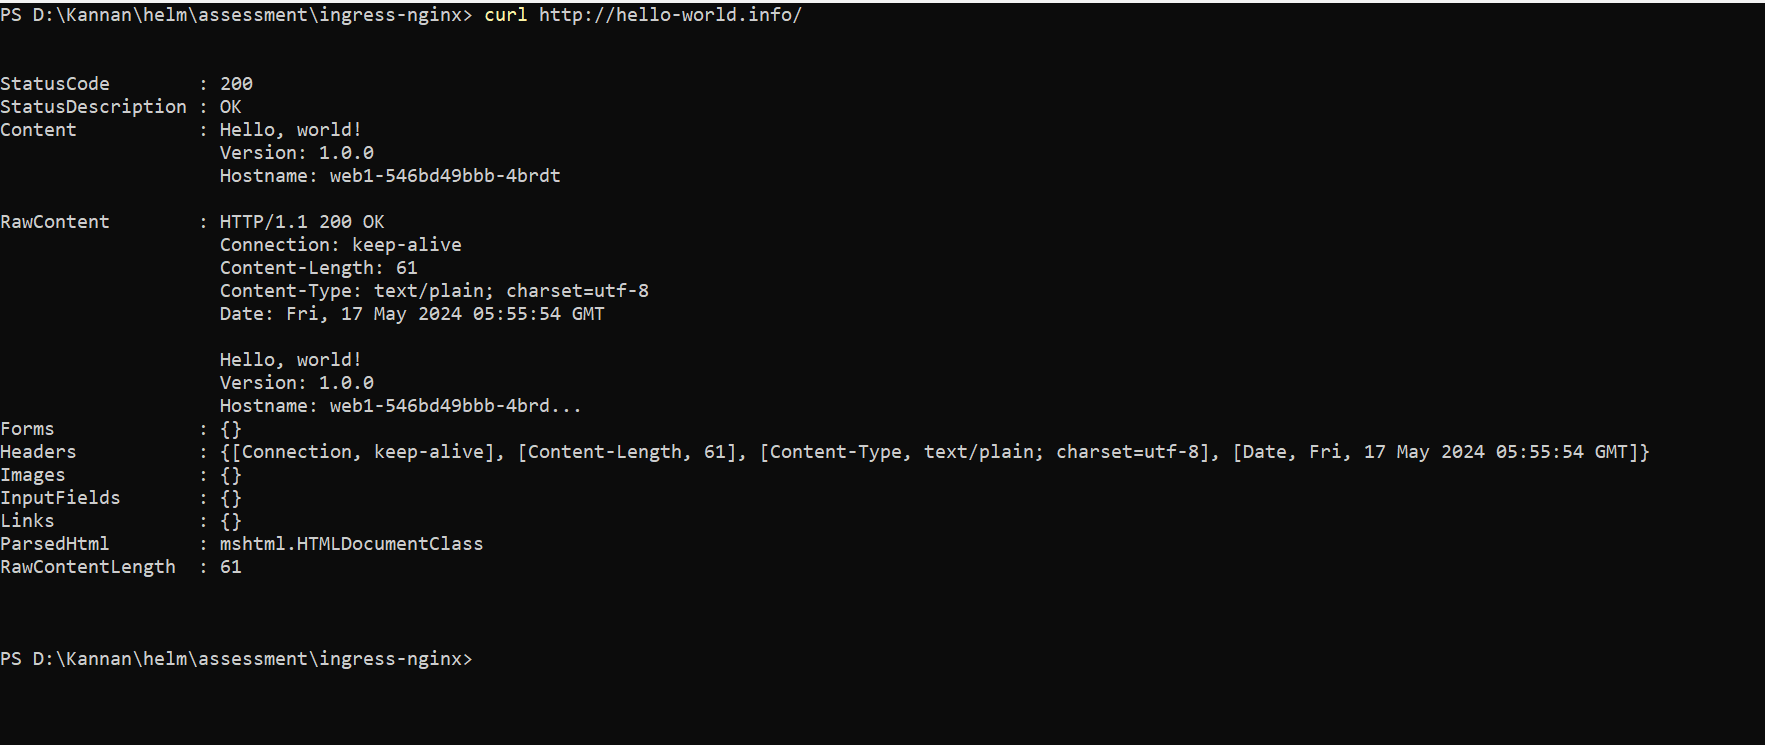 PS D:\Kannan\helm\assessment\ingress-nginx> curl http://hello-world.info/
StatusCode        : 200
StatusDescription : OK
Content           : Hello, world!
                    Version: 1.0.0
                    Hostname: web1-546bd49bbb-4brdt
RawContent        : HTTP/1.1 200 OK
                    Connection: keep-alive
                    Content-Length: 61
                    Content-Type: text/plain; charset=utf-8
                    Date: Fri, 17 May 2024 05:55:54 GMT
                    Hello, world!
                    Version: 1.0.0
                    Hostname: web1-546bd49bbb-4brd...
Forms             : {}
Headers           : {[Connection, keep-alive], [Content-Length, 61], [Content-Type, text/plain; charset=utf-8], [Date, Fri, 17 May 2024 05:55:54 GMT]}
Images            : {}
InputFields       : {}
Links             : {}
ParsedHtml        : mshtml.HTMLDocumentClass
RawContentLength  : 61
PS D:\Kannan\helm\assessment\ingress-nginx>